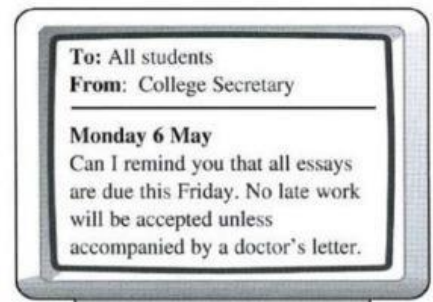 To: All students
From: College Secretary
Monday 6 May
Can I remind you that all essays
are due this Friday. No late work
will be accepted unless
accompanied by a doctor's letter.